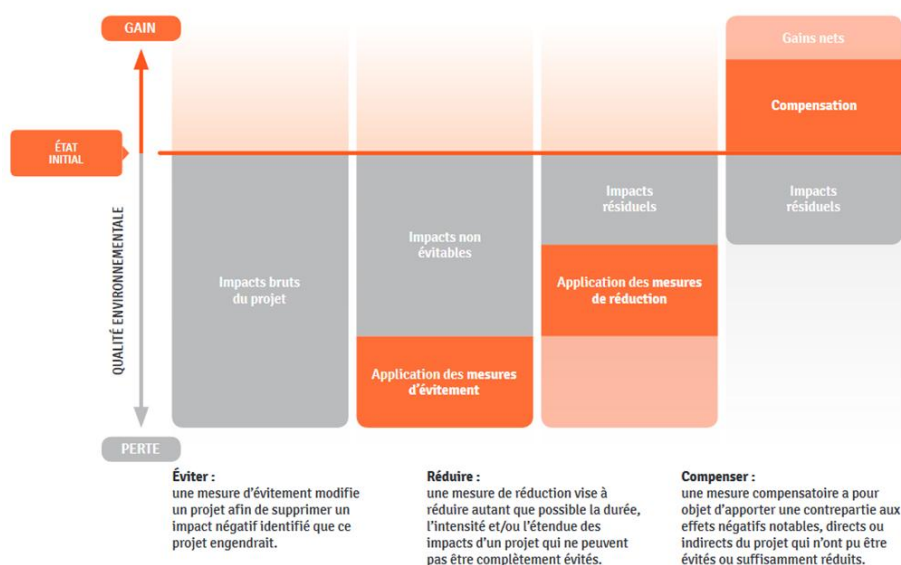 GAIN
ÉTAT
INITIAL
QUALITÉ ENVIRONNEMENTALE
PERTE
Impacts bruts
du projet
Impacts non
évitables
Application des mesures
d'évitement
Impacts
résiduels
Application des mesures
de réduction
Gains nets
Compensation
Impacts
résiduels
Éviter :
une mesure d'évitement modifie
un projet afin de supprimer un
impact négatif identifié que ce
projet engendrait.
Réduire :
une mesure de réduction vise à
réduire autant que possible la durée,
l'intensité et/ou l'étendue des
impacts d'un projet qui ne peuvent
pas être complètement évités.
Compenser :
une mesure compensatoire a pour
objet d'apporter une contrepartie aux
effets négatifs notables, directs ou
indirects du projet qui n'ont pu être
évités ou suffisamment réduits.